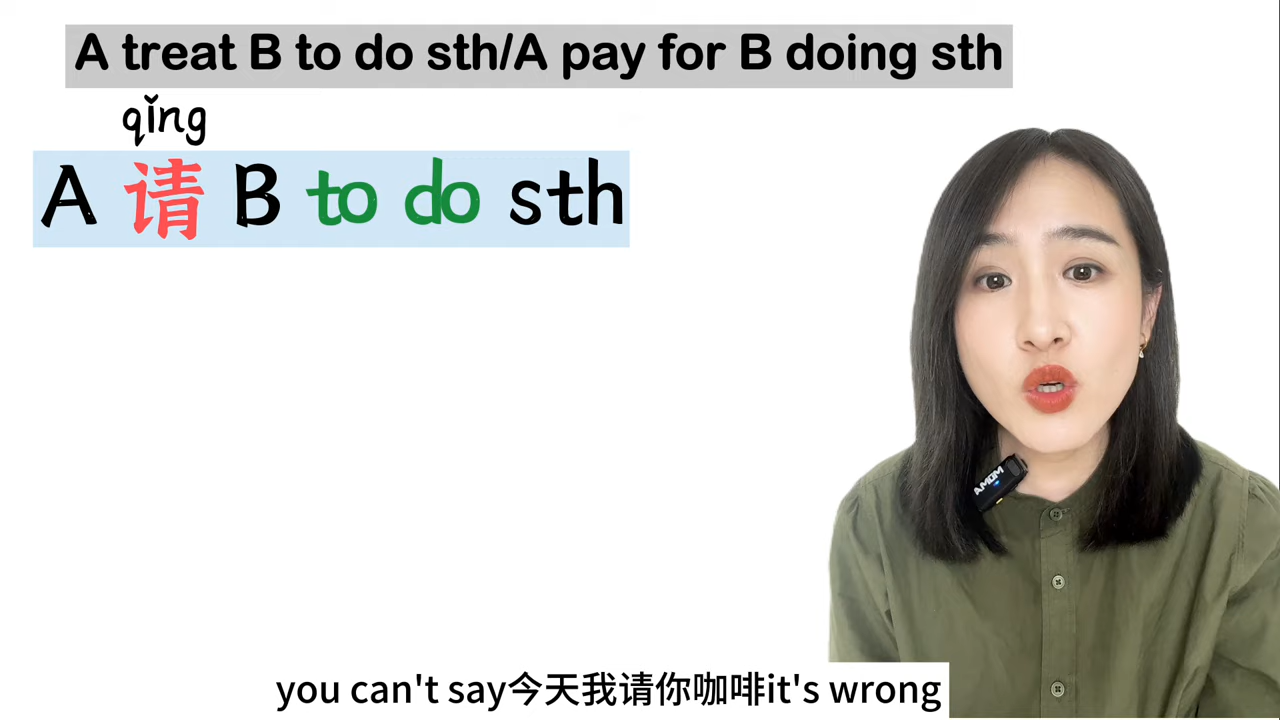 A treat B to do sth/A pay for B doing sth
qǐng
A 请 B to do sth
MOMA
you can't say今天我请你咖啡it's wrong